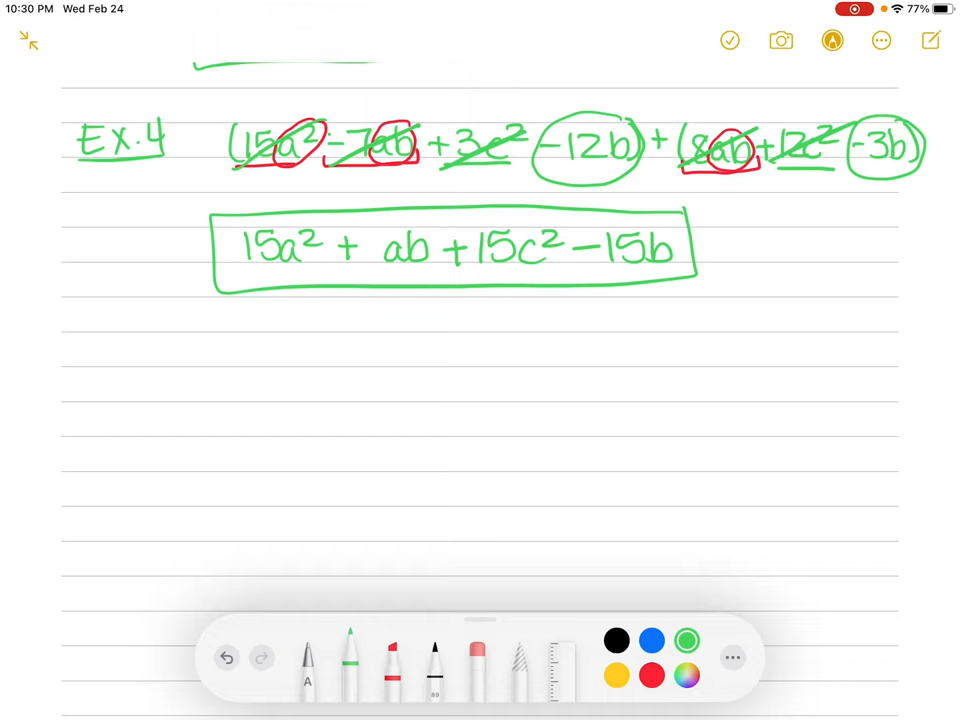 10:30 PM Wed Feb 24 77%
EX.4 (15a² - 7ab + 3c² - 12b) + (8ab + 12c² - 3b)
15a² + ab + 15c² - 15b
A 89